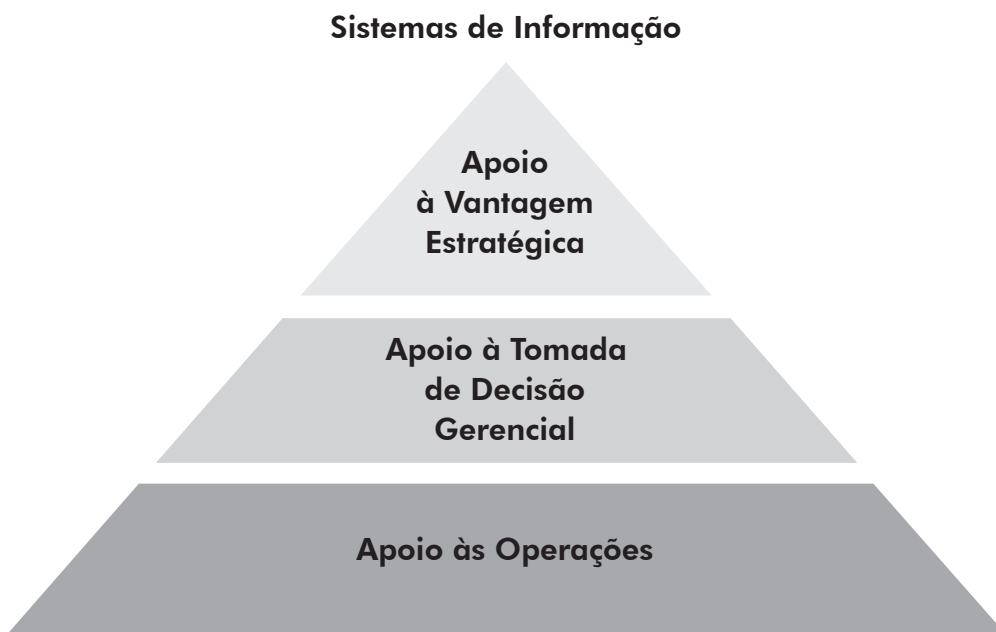 Sistemas de Informação
Apoio
à Vantagem
Estratégica
Apoio à Tomada
de Decisão
Gerencial
Apoio às Operações